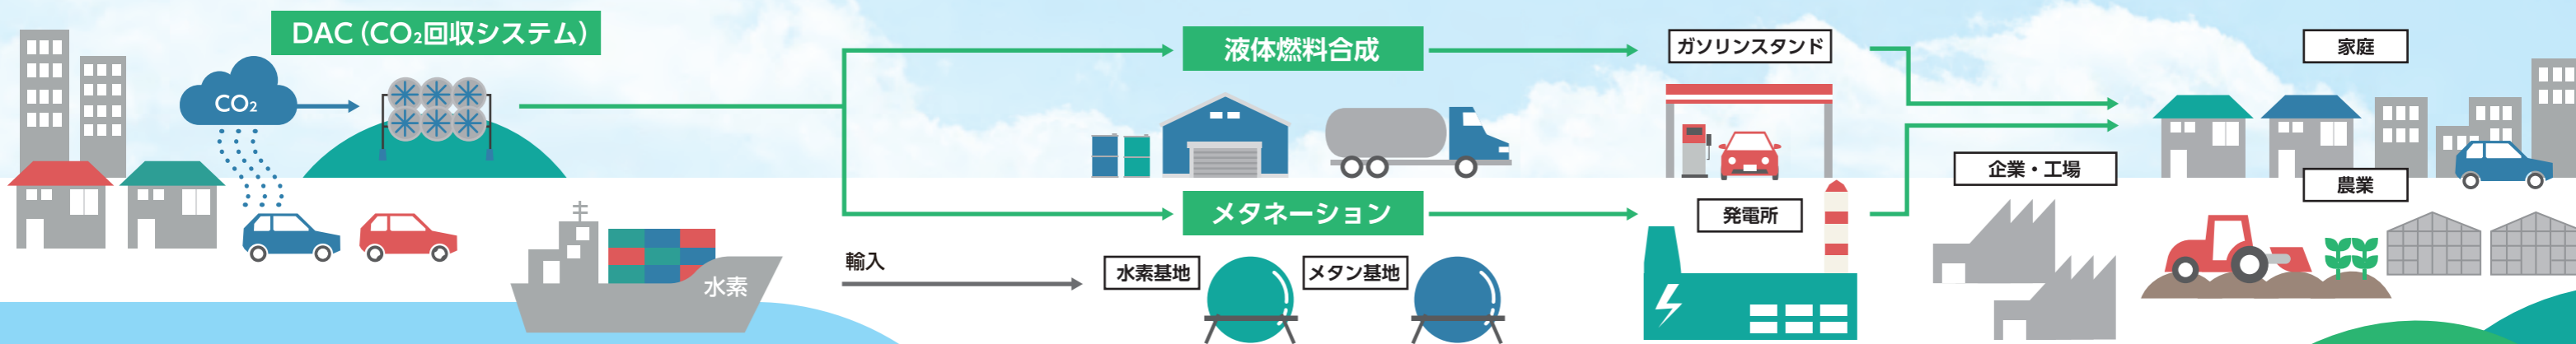 DAC（CO₂回収システム）
CO₂
液体燃料合成
ガソリンスタンド
家庭
メタネーション
発電所
企業・工場
農業
輸入
水素
水素基地
メタン基地